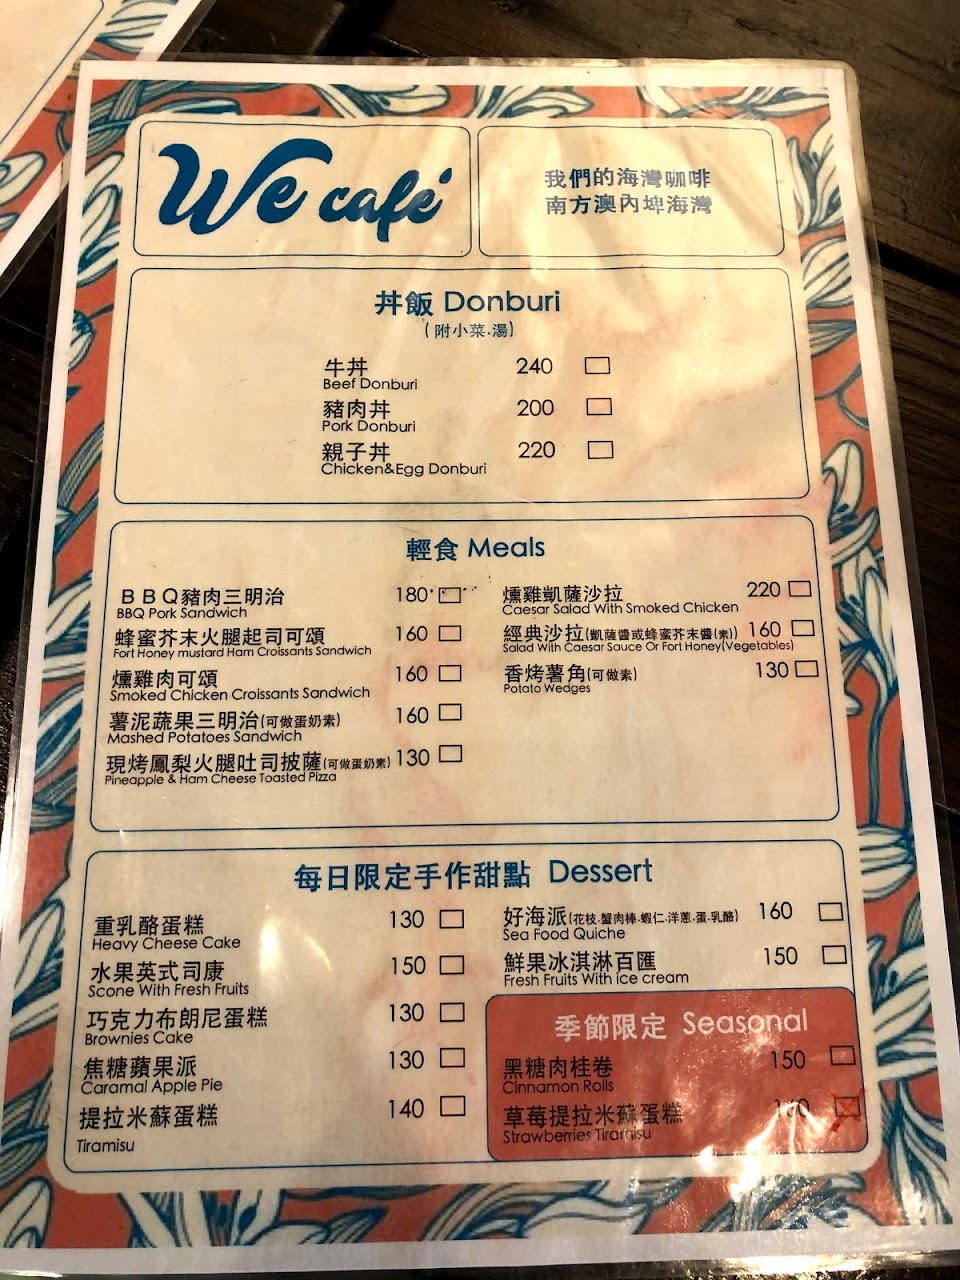 We café
我們的海灣咖啡
南方澳內埤海灣
丼飯 Donburi
(附小菜.湯)
牛丼 240
Beef Donburi
豬肉丼 200
Pork Donburi
親子丼 220
Chicken&Egg Donburi
輕食 Meals
ＢＢＱ豬肉三明治 180
BBQ Pork Sandwich
蜂蜜芥末火腿起司可頌 160
Fort Honey mustard Ham Croissants Sandwich
燻雞肉可頌 160
Smoked Chicken Croissants Sandwich
薯泥蔬果三明治(可做蛋奶素) 160
Mashed Potatoes Sandwich
現烤鳳梨火腿吐司披薩(可做蛋奶素) 130
Pineapple & Ham Cheese Toasted Pizza
燻雞凱薩沙拉 220
Caesar Salad With Smoked Chicken
經典沙拉(凱薩醬或蜂蜜芥末醬(素)) 160
Salad With Caesar Sauce Or Fort Honey(Vegetables)
香烤薯角(可做素) 130
Potato Wedges
每日限定手作甜點 Dessert
重乳酪蛋糕 130
Heavy Cheese Cake
水果英式司康 150
Scone With Fresh Fruits
巧克力布朗尼蛋糕 130
Brownies Cake
焦糖蘋果派 130
Caramal Apple Pie
提拉米蘇蛋糕 140
Tiramisu
好海派(花枝.蟹肉棒.蝦仁.洋蔥.蛋.乳酪) 160
Sea Food Quiche
鮮果冰淇淋百匯 150
Fresh Fruits With ice cream
季節限定 Seasonal
黑糖肉桂卷 150
Cinnamon Rolls
草莓提拉米蘇蛋糕 160
Strawberries Tiramisu